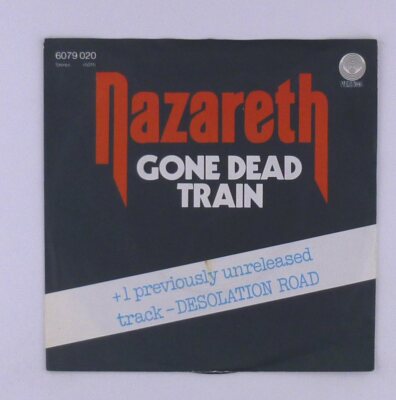 6079 020
Stereo
Nazareth
GONE DEAD
TRAIN
+1 previously unreleased
track - DESOLATION ROAD